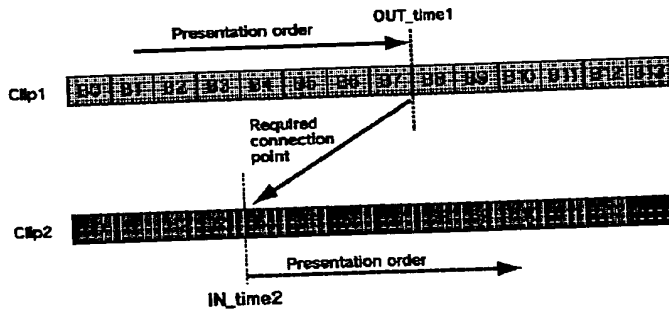 OUT_time1
Presentation order
Clip1 B0 B1 B2 B3 B4 B5 B6 B7 B8 B9 B10 B11 B12 B13
Required
connection
point
Clip2
Presentation order
IN_time2